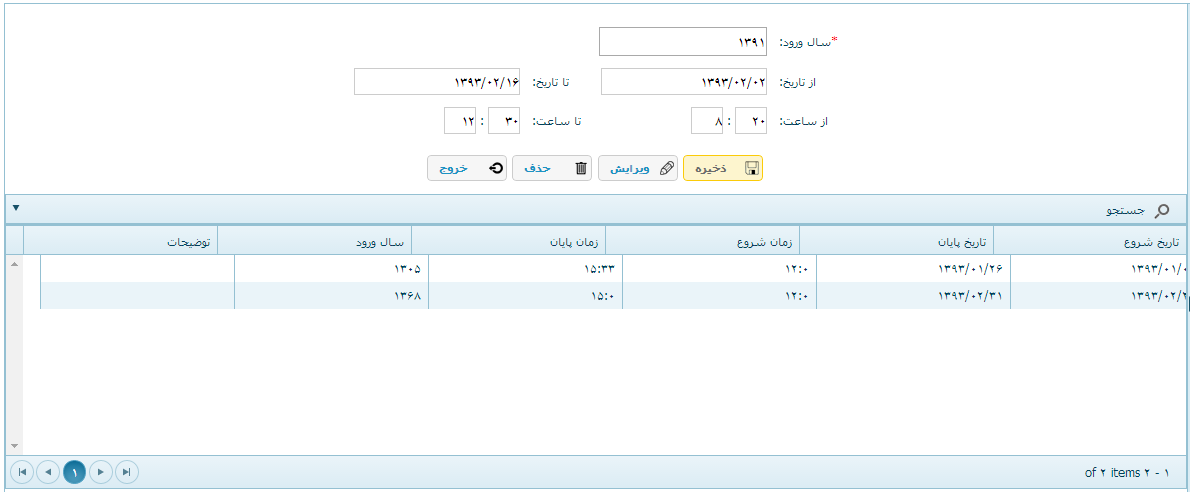 *سال ورود: ۱۳۹۱
از تاریخ: ۱۳۹۳/۰۲/۰۲ تا تاریخ: ۱۳۹۳/۰۲/۱۶
از ساعت: ۲۰ : ۸ تا ساعت: ۳۰ : ۱۲
ذخیره ویرایش حذف خروج
جستجو
تاریخ شروع تاریخ پایان زمان شروع زمان پایان سال ورود توضیحات
۱۳۹۳/۰۱/۰ ۱۳۹۳/۰۱/۲۶ ۱۲:۰ ۱۵:۳۳ ۱۳۰۵
۱۳۹۳/۰۲/۲ ۱۳۹۳/۰۲/۳۱ ۱۲:۰ ۱۵:۰ ۱۳۶۸
۱ - ۲ of ۲ items
۱